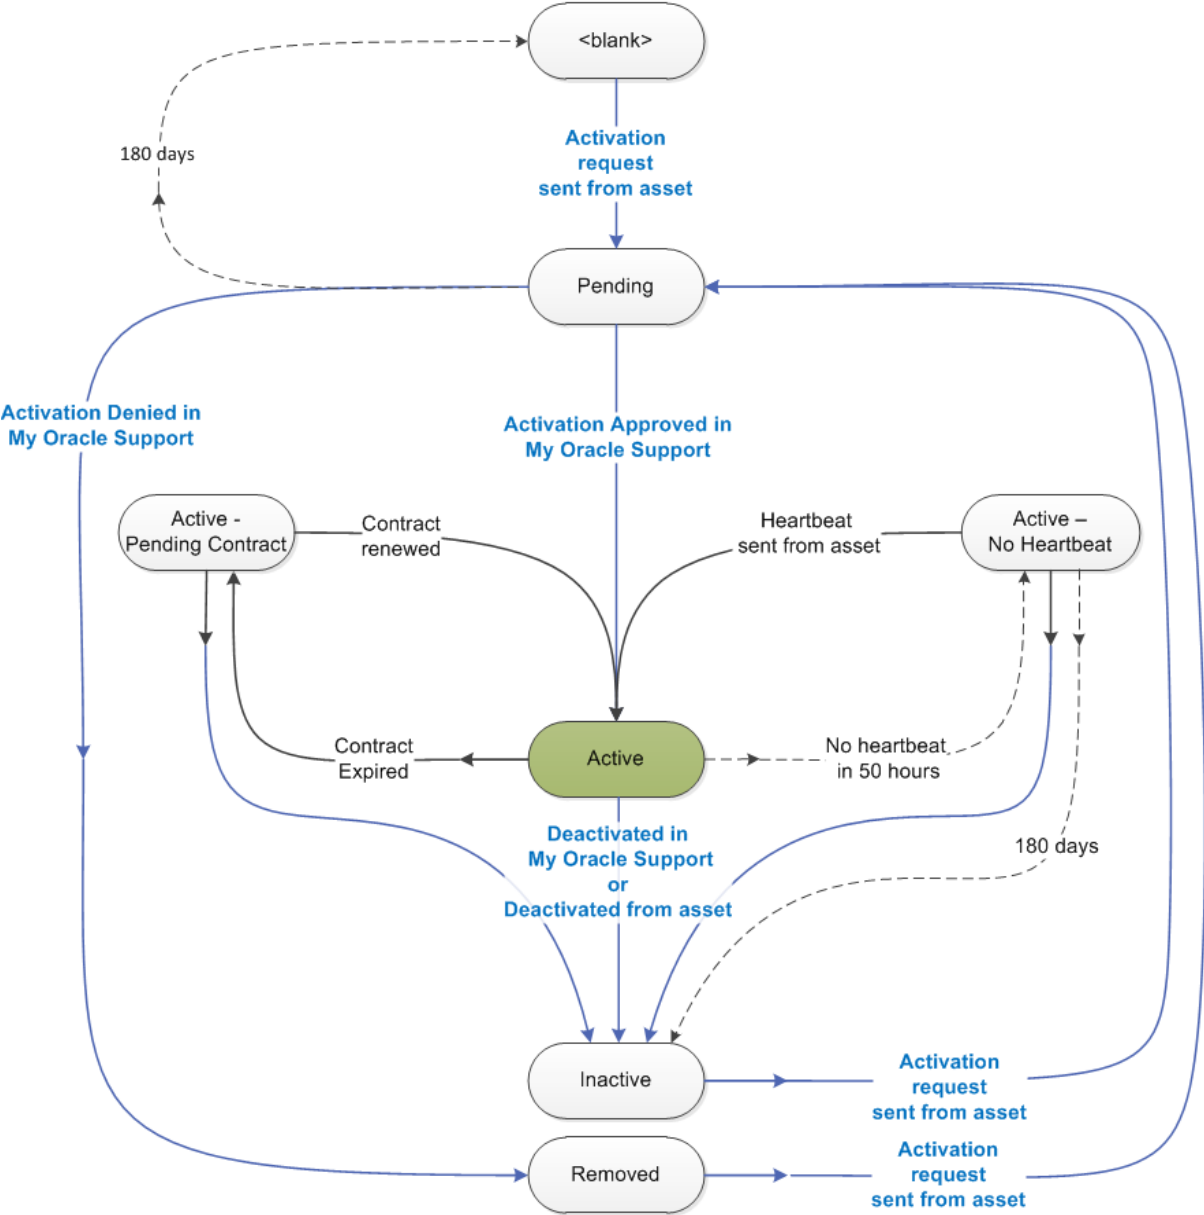 <blank>
Activation
request
sent from asset
180 days
Pending
Activation Denied in
My Oracle Support
Activation Approved in
My Oracle Support
Active -
Pending Contract
Contract
renewed
Heartbeat
sent from asset
Active –
No Heartbeat
Contract
Expired
Active
No heartbeat
in 50 hours
Deactivated in
My Oracle Support
or
Deactivated from asset
180 days
Inactive
Activation
request
sent from asset
Removed
Activation
request
sent from asset